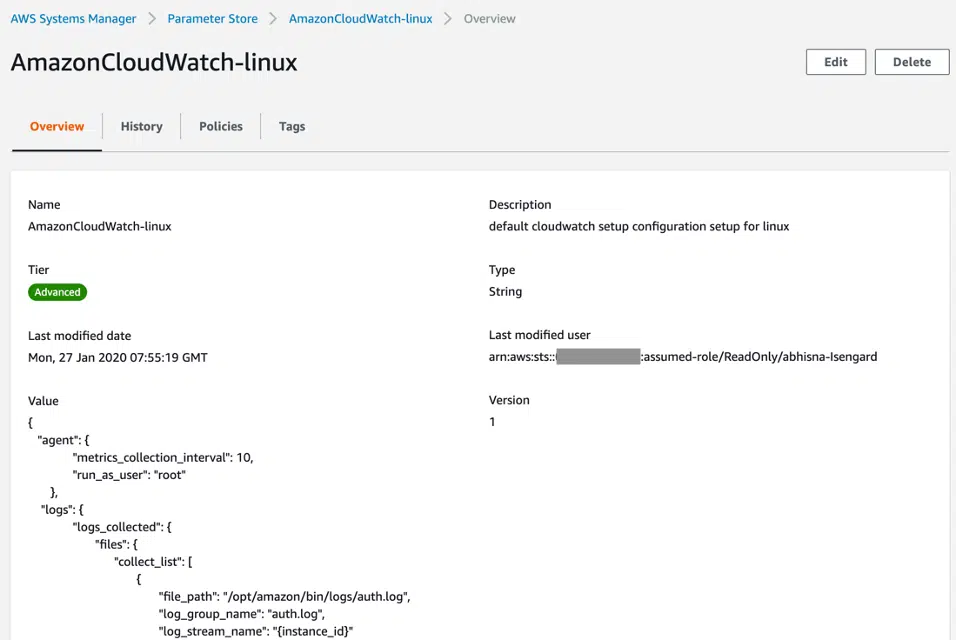 AWS Systems Manager > Parameter Store > AmazonCloudWatch-linux > Overview
AmazonCloudWatch-linux
Edit Delete
Overview History Policies Tags
Name
AmazonCloudWatch-linux
Description
default cloudwatch setup configuration setup for linux
Tier
Advanced
Type
String
Last modified date
Mon, 27 Jan 2020 07:55:19 GMT
Last modified user
arn:aws:sts:: :assumed-role/ReadOnly/abhisna-Isengard
Value
{
"agent": {
"metrics_collection_interval": 10,
"run_as_user": "root"
},
"logs": {
"logs_collected": {
"files": {
"collect_list": [
{
"file_path": "/opt/amazon/bin/logs/auth.log",
"log_group_name": "auth.log",
"log_stream_name": "{instance_id}"
Version
1